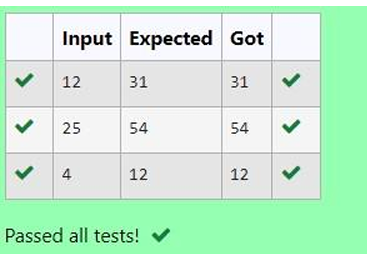 Input Expected Got
12 31 31
25 54 54
4 12 12
Passed all tests!